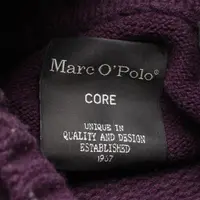 Marc O'Polo®
CORE
UNIQUE IN
QUALITY AND DESIGN
ESTABLISHED
1967